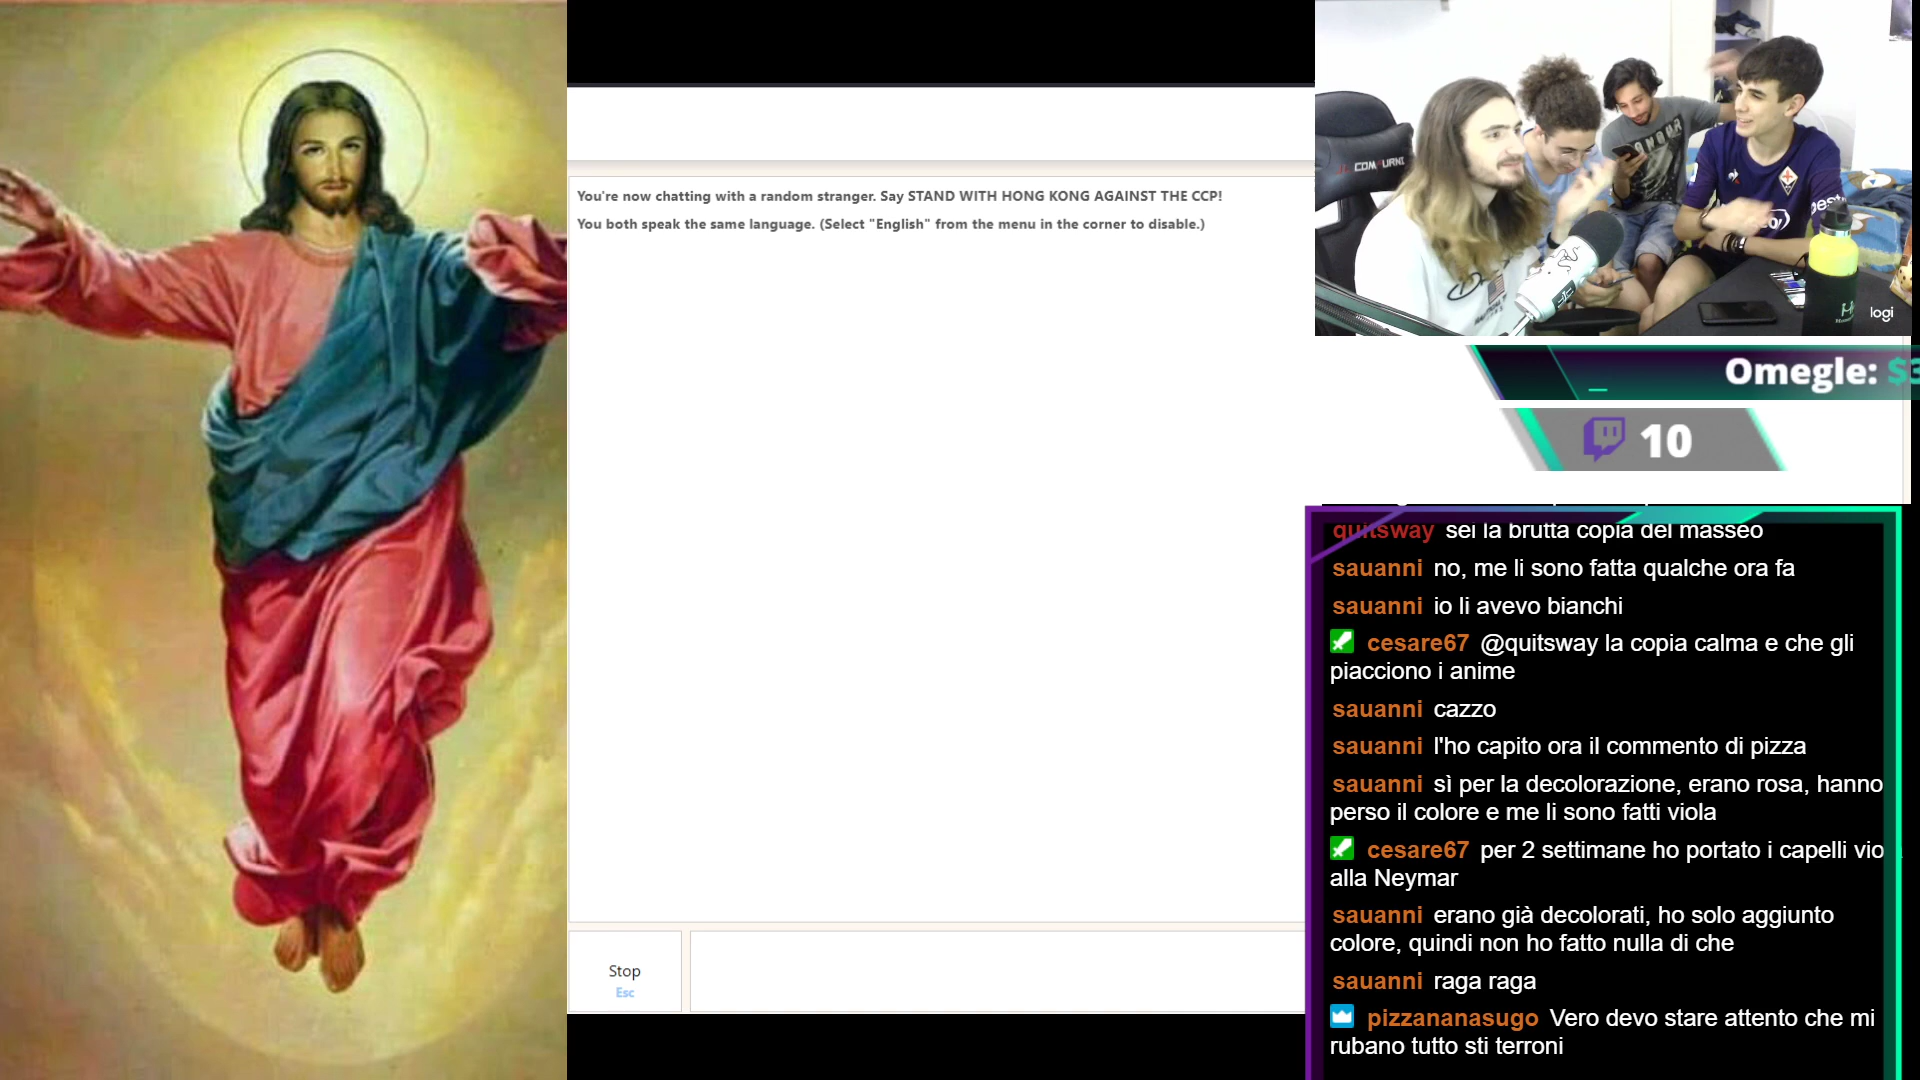 You're now chatting with a random stranger. Say STAND WITH HONG KONG AGAINST THE CCP!
You both speak the same language. (Select "English" from the menu in the corner to disable.)
Stop
Esc
logi
Omegle: $3
10
quitsway sei la brutta copia del masseo
sauanni no, me li sono fatta qualche ora fa
sauanni io li avevo bianchi
cesare67 @quitsway la copia calma e che gli
piacciono i anime
sauanni cazzo
sauanni l'ho capito ora il commento di pizza
sauanni sì per la decolorazione, erano rosa, hanno
perso il colore e me li sono fatti viola
cesare67 per 2 settimane ho portato i capelli vio
alla Neymar
sauanni erano già decolorati, ho solo aggiunto
colore, quindi non ho fatto nulla di che
sauanni raga raga
pizzananasugo Vero devo stare attento che mi
rubano tutto sti terroni